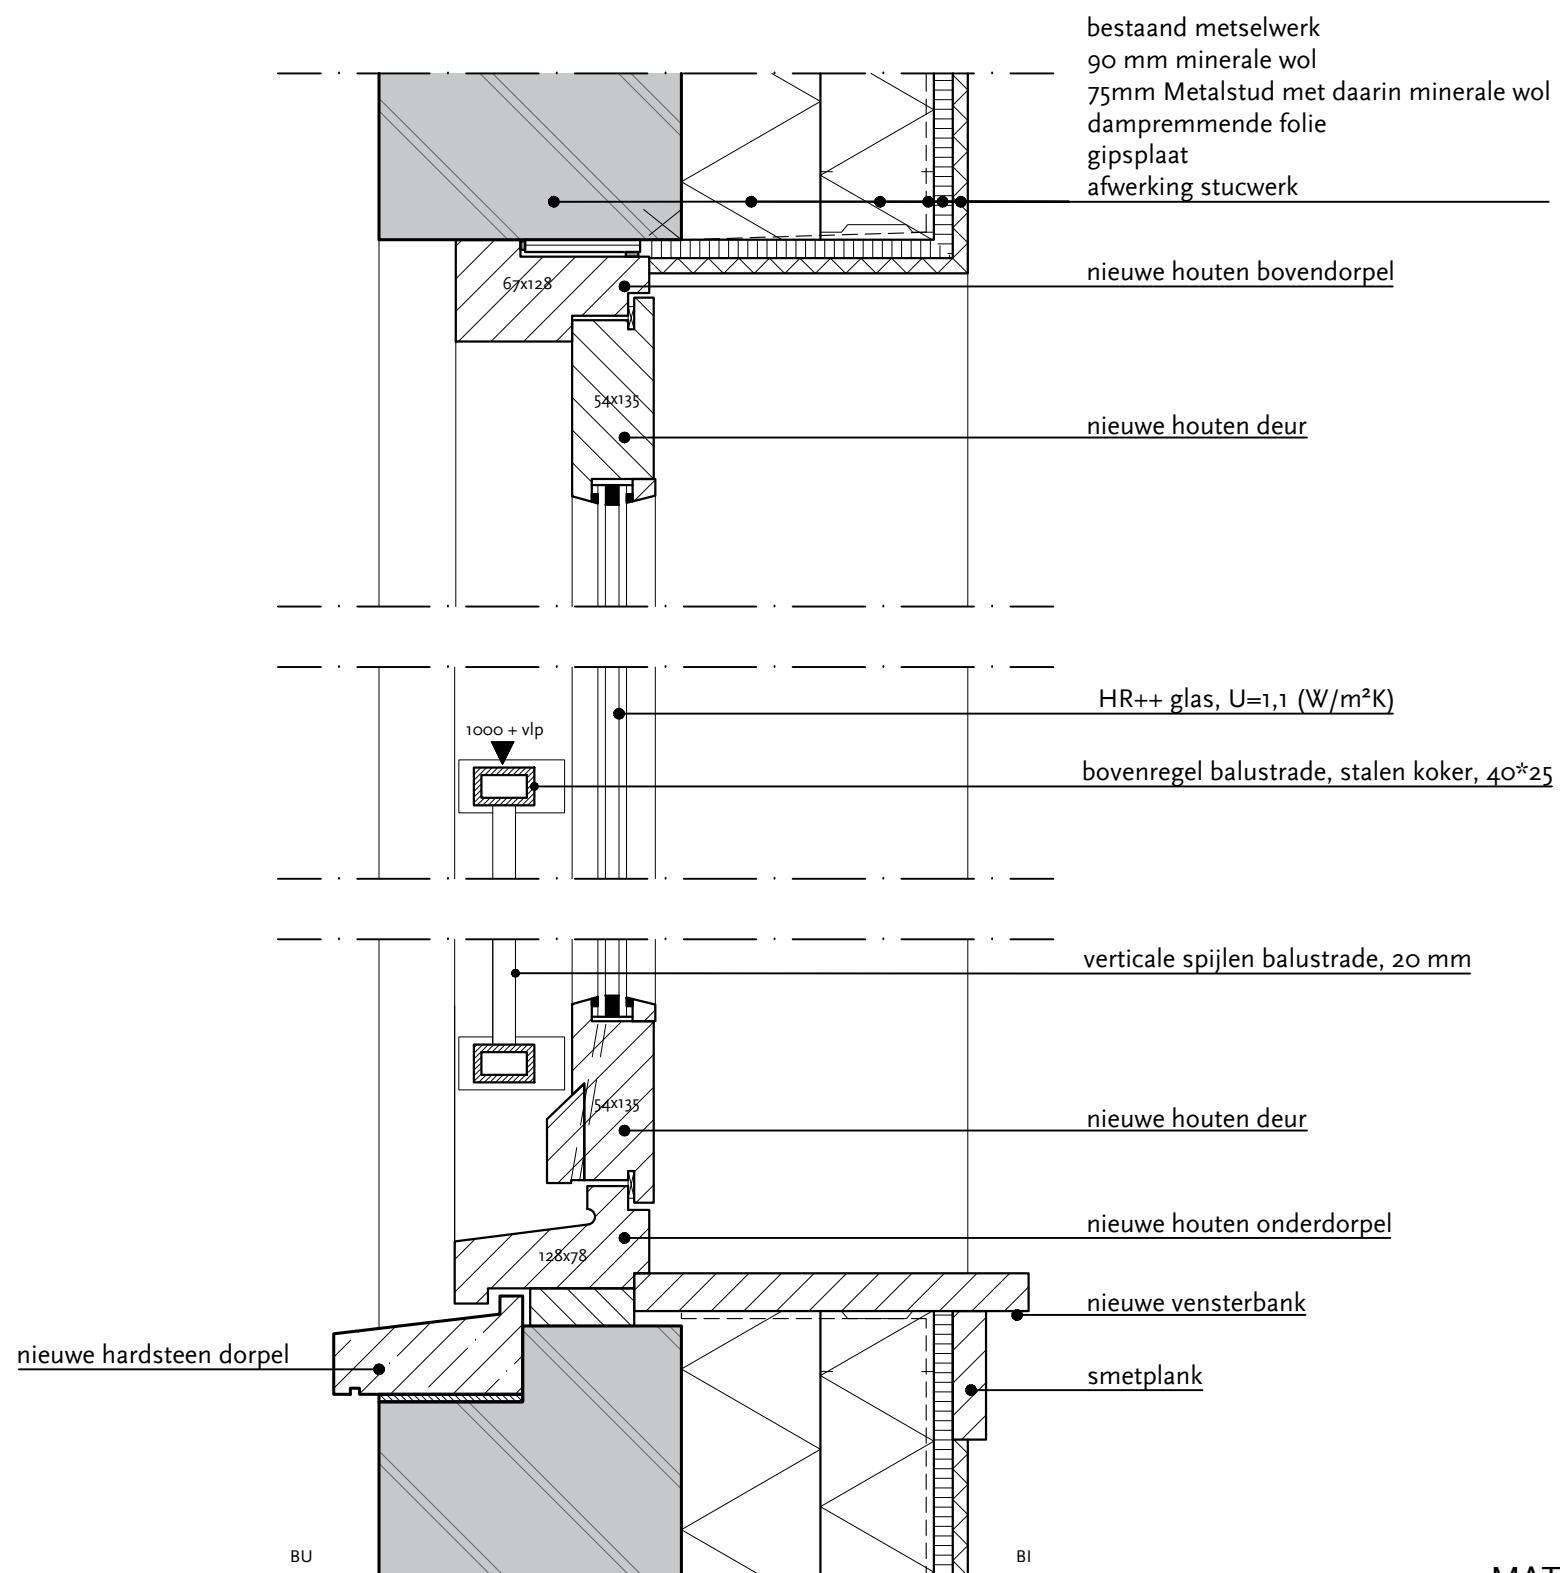 bestaand metselwerk
90 mm minerale wol
75mm Metalstud met daarin minerale wol
dampremmende folie
gipsplaat
afwerking stucwerk
nieuwe houten bovendorpel
67x128
54x135
nieuwe houten deur
HR++ glas, U=1,1 (W/m²K)
1000 + vlp
bovenregel balustrade, stalen koker, 40*25
verticale spijlen balustrade, 20 mm
54x135
nieuwe houten deur
nieuwe houten onderdorpel
128x78
nieuwe vensterbank
nieuwe hardsteen dorpel
smetplank
BU
BI